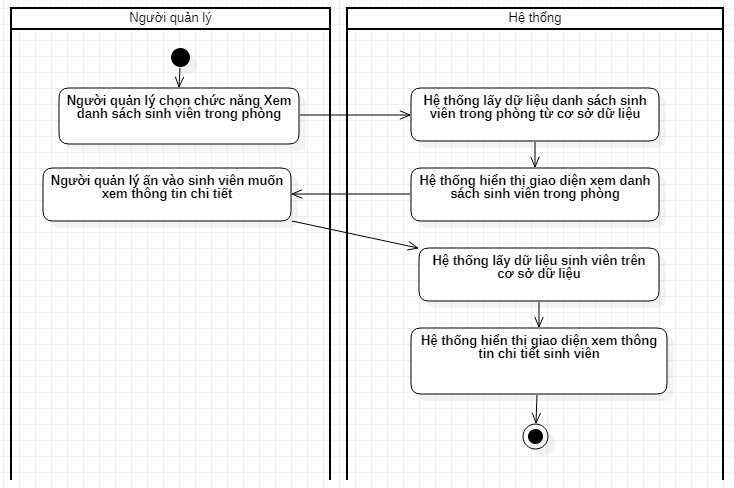 Người quản lý
Hệ thống
Người quản lý chọn chức năng Xem
danh sách sinh viên trong phòng
Hệ thống lấy dữ liệu danh sách sinh
viên trong phòng từ cơ sở dữ liệu
Người quản lý ấn vào sinh viên muốn
xem thông tin chi tiết
Hệ thống hiển thị giao diện xem danh
sách sinh viên trong phòng
Hệ thống lấy dữ liệu sinh viên trên
cơ sở dữ liệu
Hệ thống hiển thị giao diện xem thông
tin chi tiết sinh viên